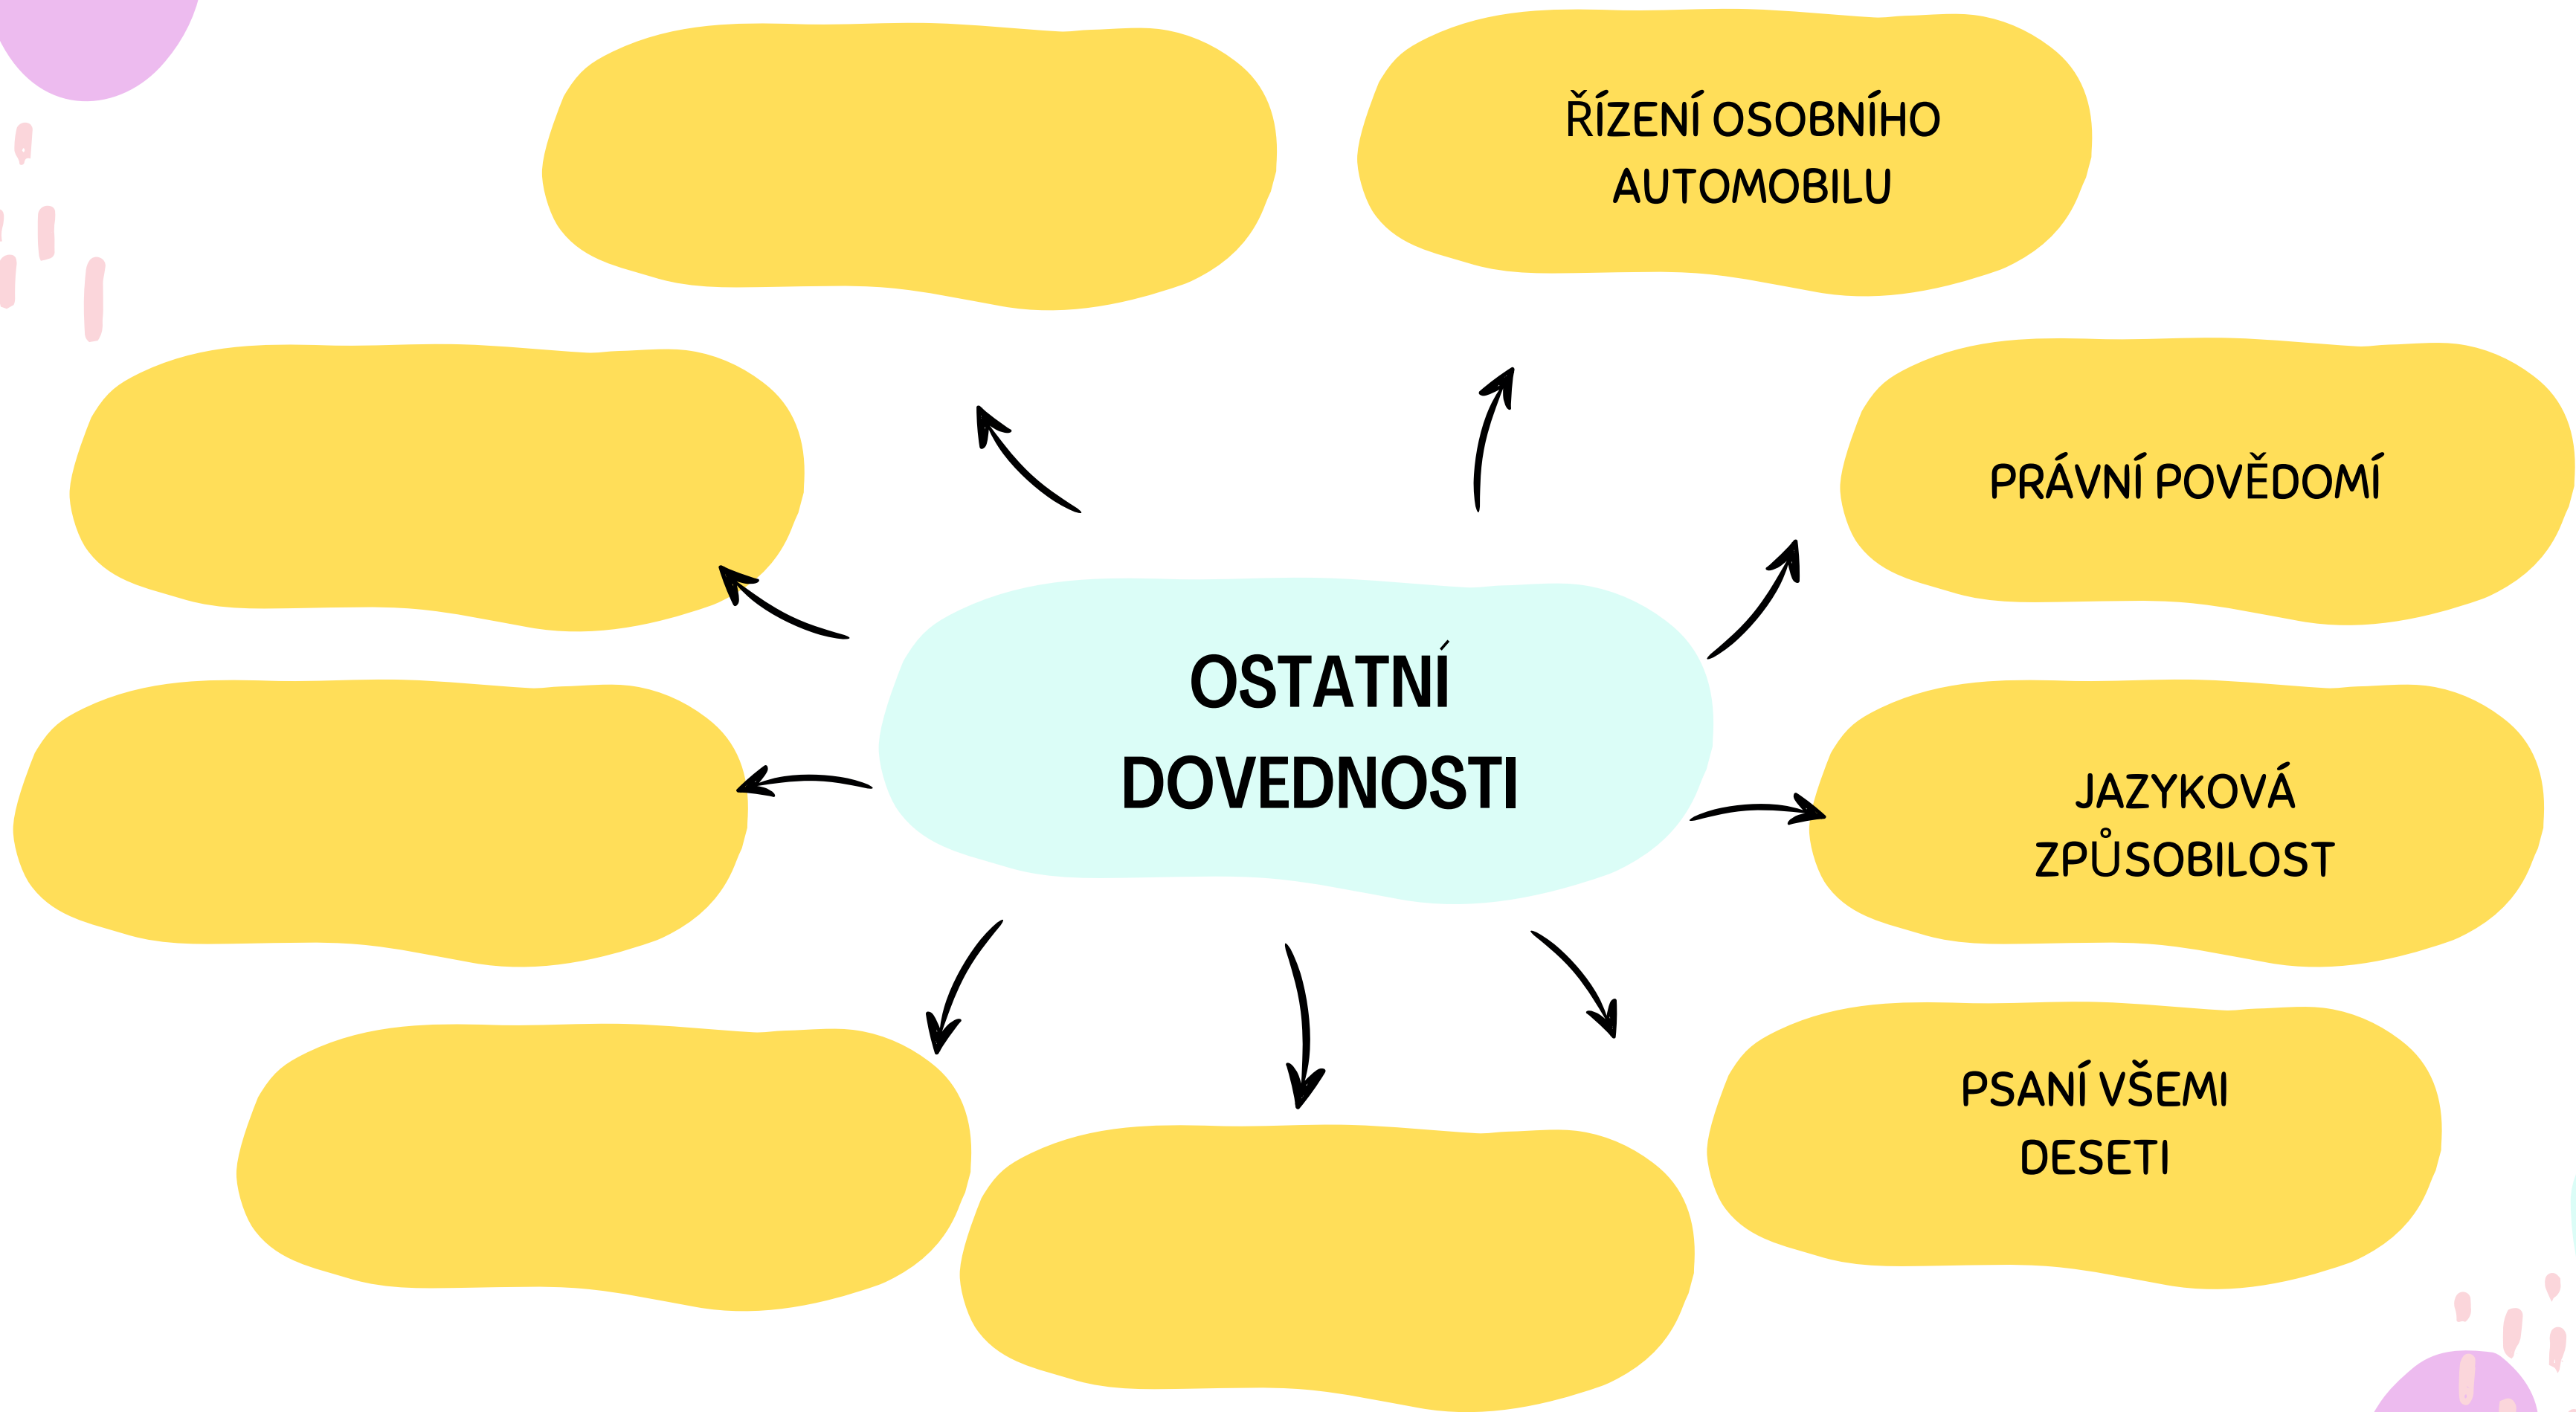 ŘÍZENÍ OSOBNÍHO
AUTOMOBILU
PRÁVNÍ POVĚDOMÍ
OSTATNÍ
DOVEDNOSTI
JAZYKOVÁ
ZPŮSOBILOST
PSANÍ VŠEMI
DESETI